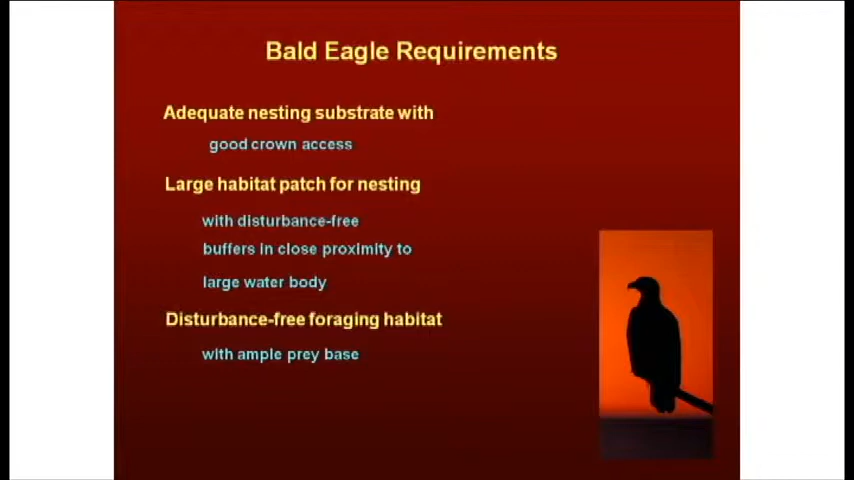 Bald Eagle Requirements
Adequate nesting substrate with
good crown access
Large habitat patch for nesting
with disturbance-free
buffers in close proximity to
large water body
Disturbance-free foraging habitat
with ample prey base